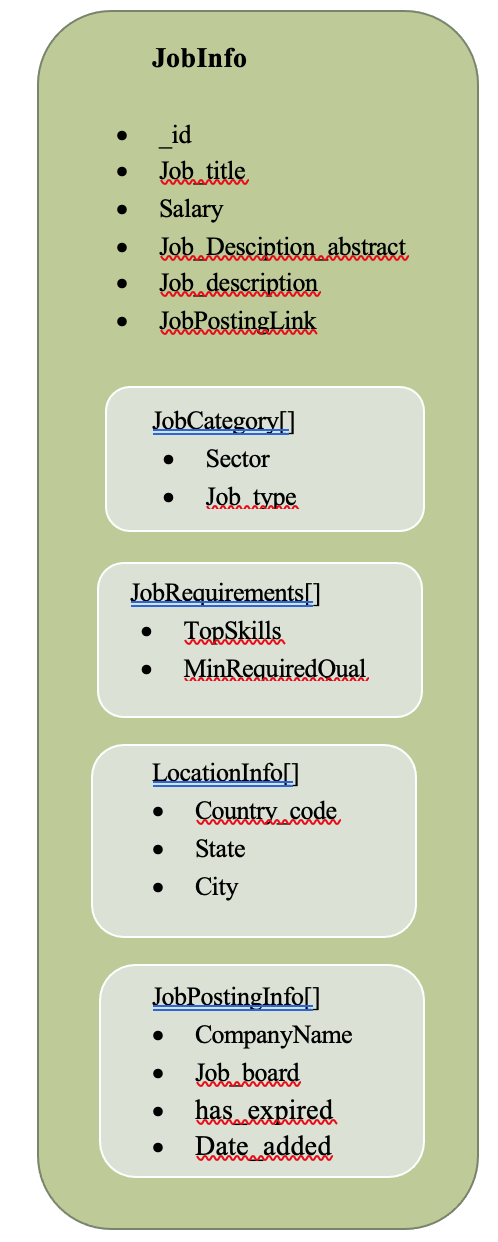 JobInfo
• _id
• Job_title
• Salary
• Job_Desciption_abstract
• Job_description
• JobPostingLink
JobCategory[]
• Sector
• Job_type
JobRequirements[]
• TopSkills
• MinRequiredQual
LocationInfo[]
• Country_code
• State
• City
JobPostingInfo[]
• CompanyName
• Job_board
• has_expired
• Date_added